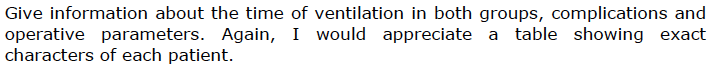 Give information about the time of ventilation in both groups, complications and
operative parameters. Again, I would appreciate a table showing exact
characters of each patient.